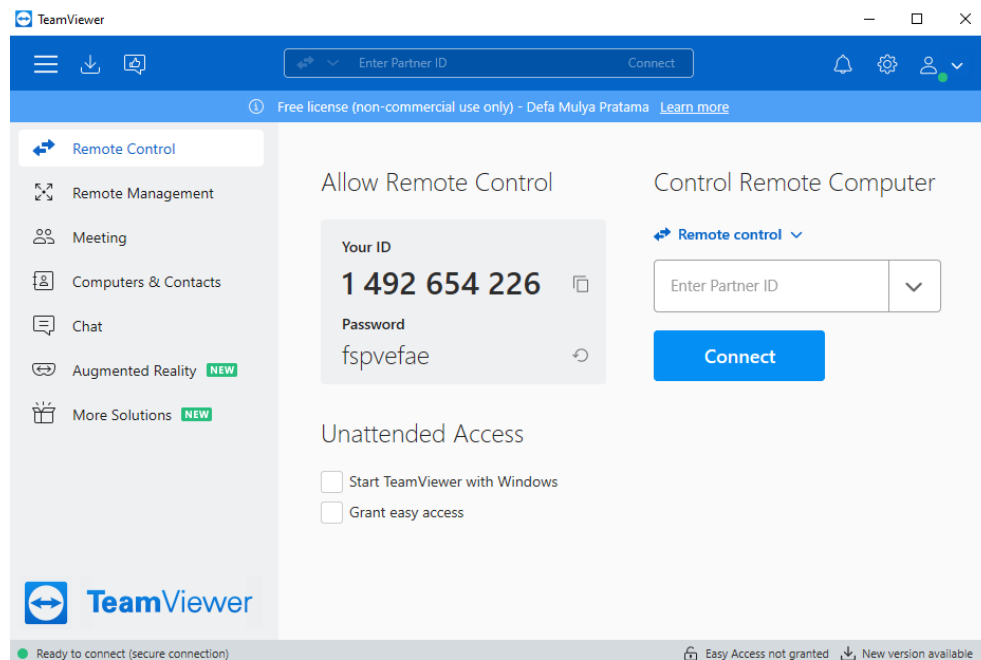 TeamViewer
Enter Partner ID Connect
Free license (non-commercial use only) - Defa Mulya Pratama Learn more
Remote Control
Remote Management
Meeting
Computers & Contacts
Chat
Augmented Reality NEW
More Solutions NEW
TeamViewer
Allow Remote Control
Your ID
1 492 654 226
Password
fspvefae
Unattended Access
Start TeamViewer with Windows
Grant easy access
Control Remote Computer
Remote control
Enter Partner ID
Connect
Ready to connect (secure connection)
Easy Access not granted New version available